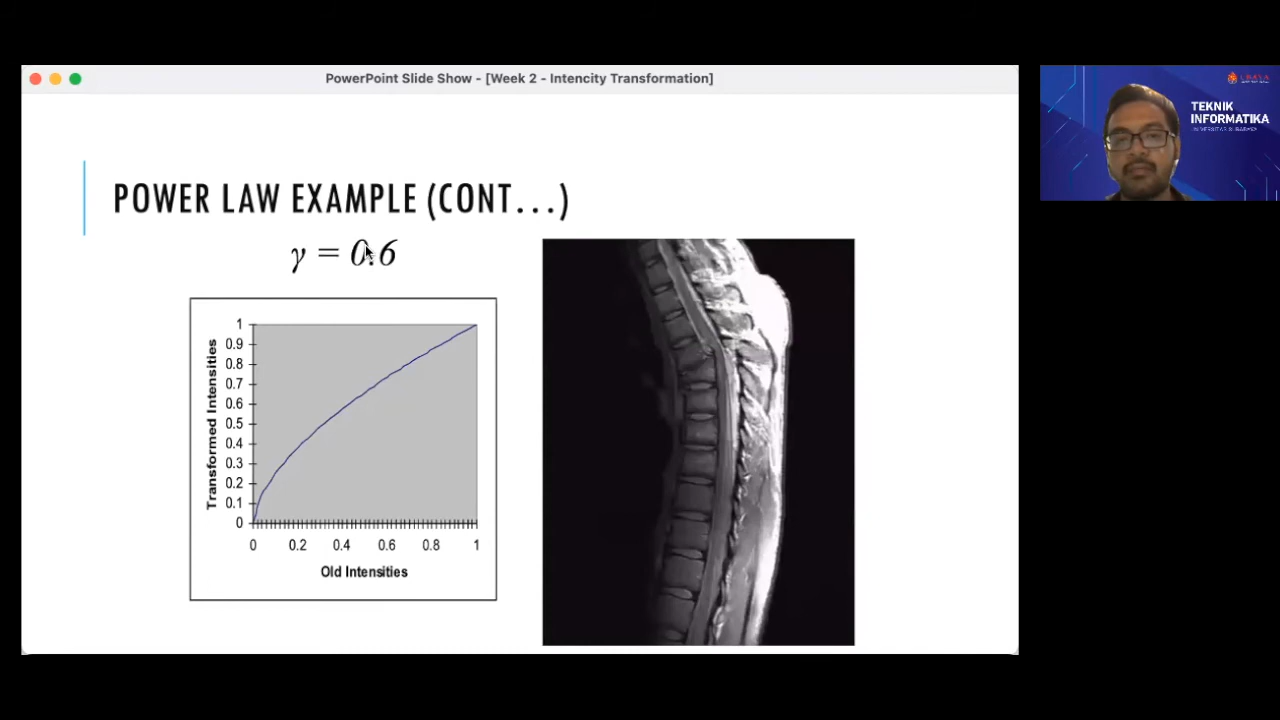 PowerPoint Slide Show - [Week 2 - Intencity Transformation]
POWER LAW EXAMPLE (CONT...)
γ = 0.6
Transformed Intensities
1
0.9
0.8
0.7
0.6
0.5
0.4
0.3
0.2
0.1
0
0 0.2 0.4 0.6 0.8 1
Old Intensities
TEKNIK
INFORMATIKA